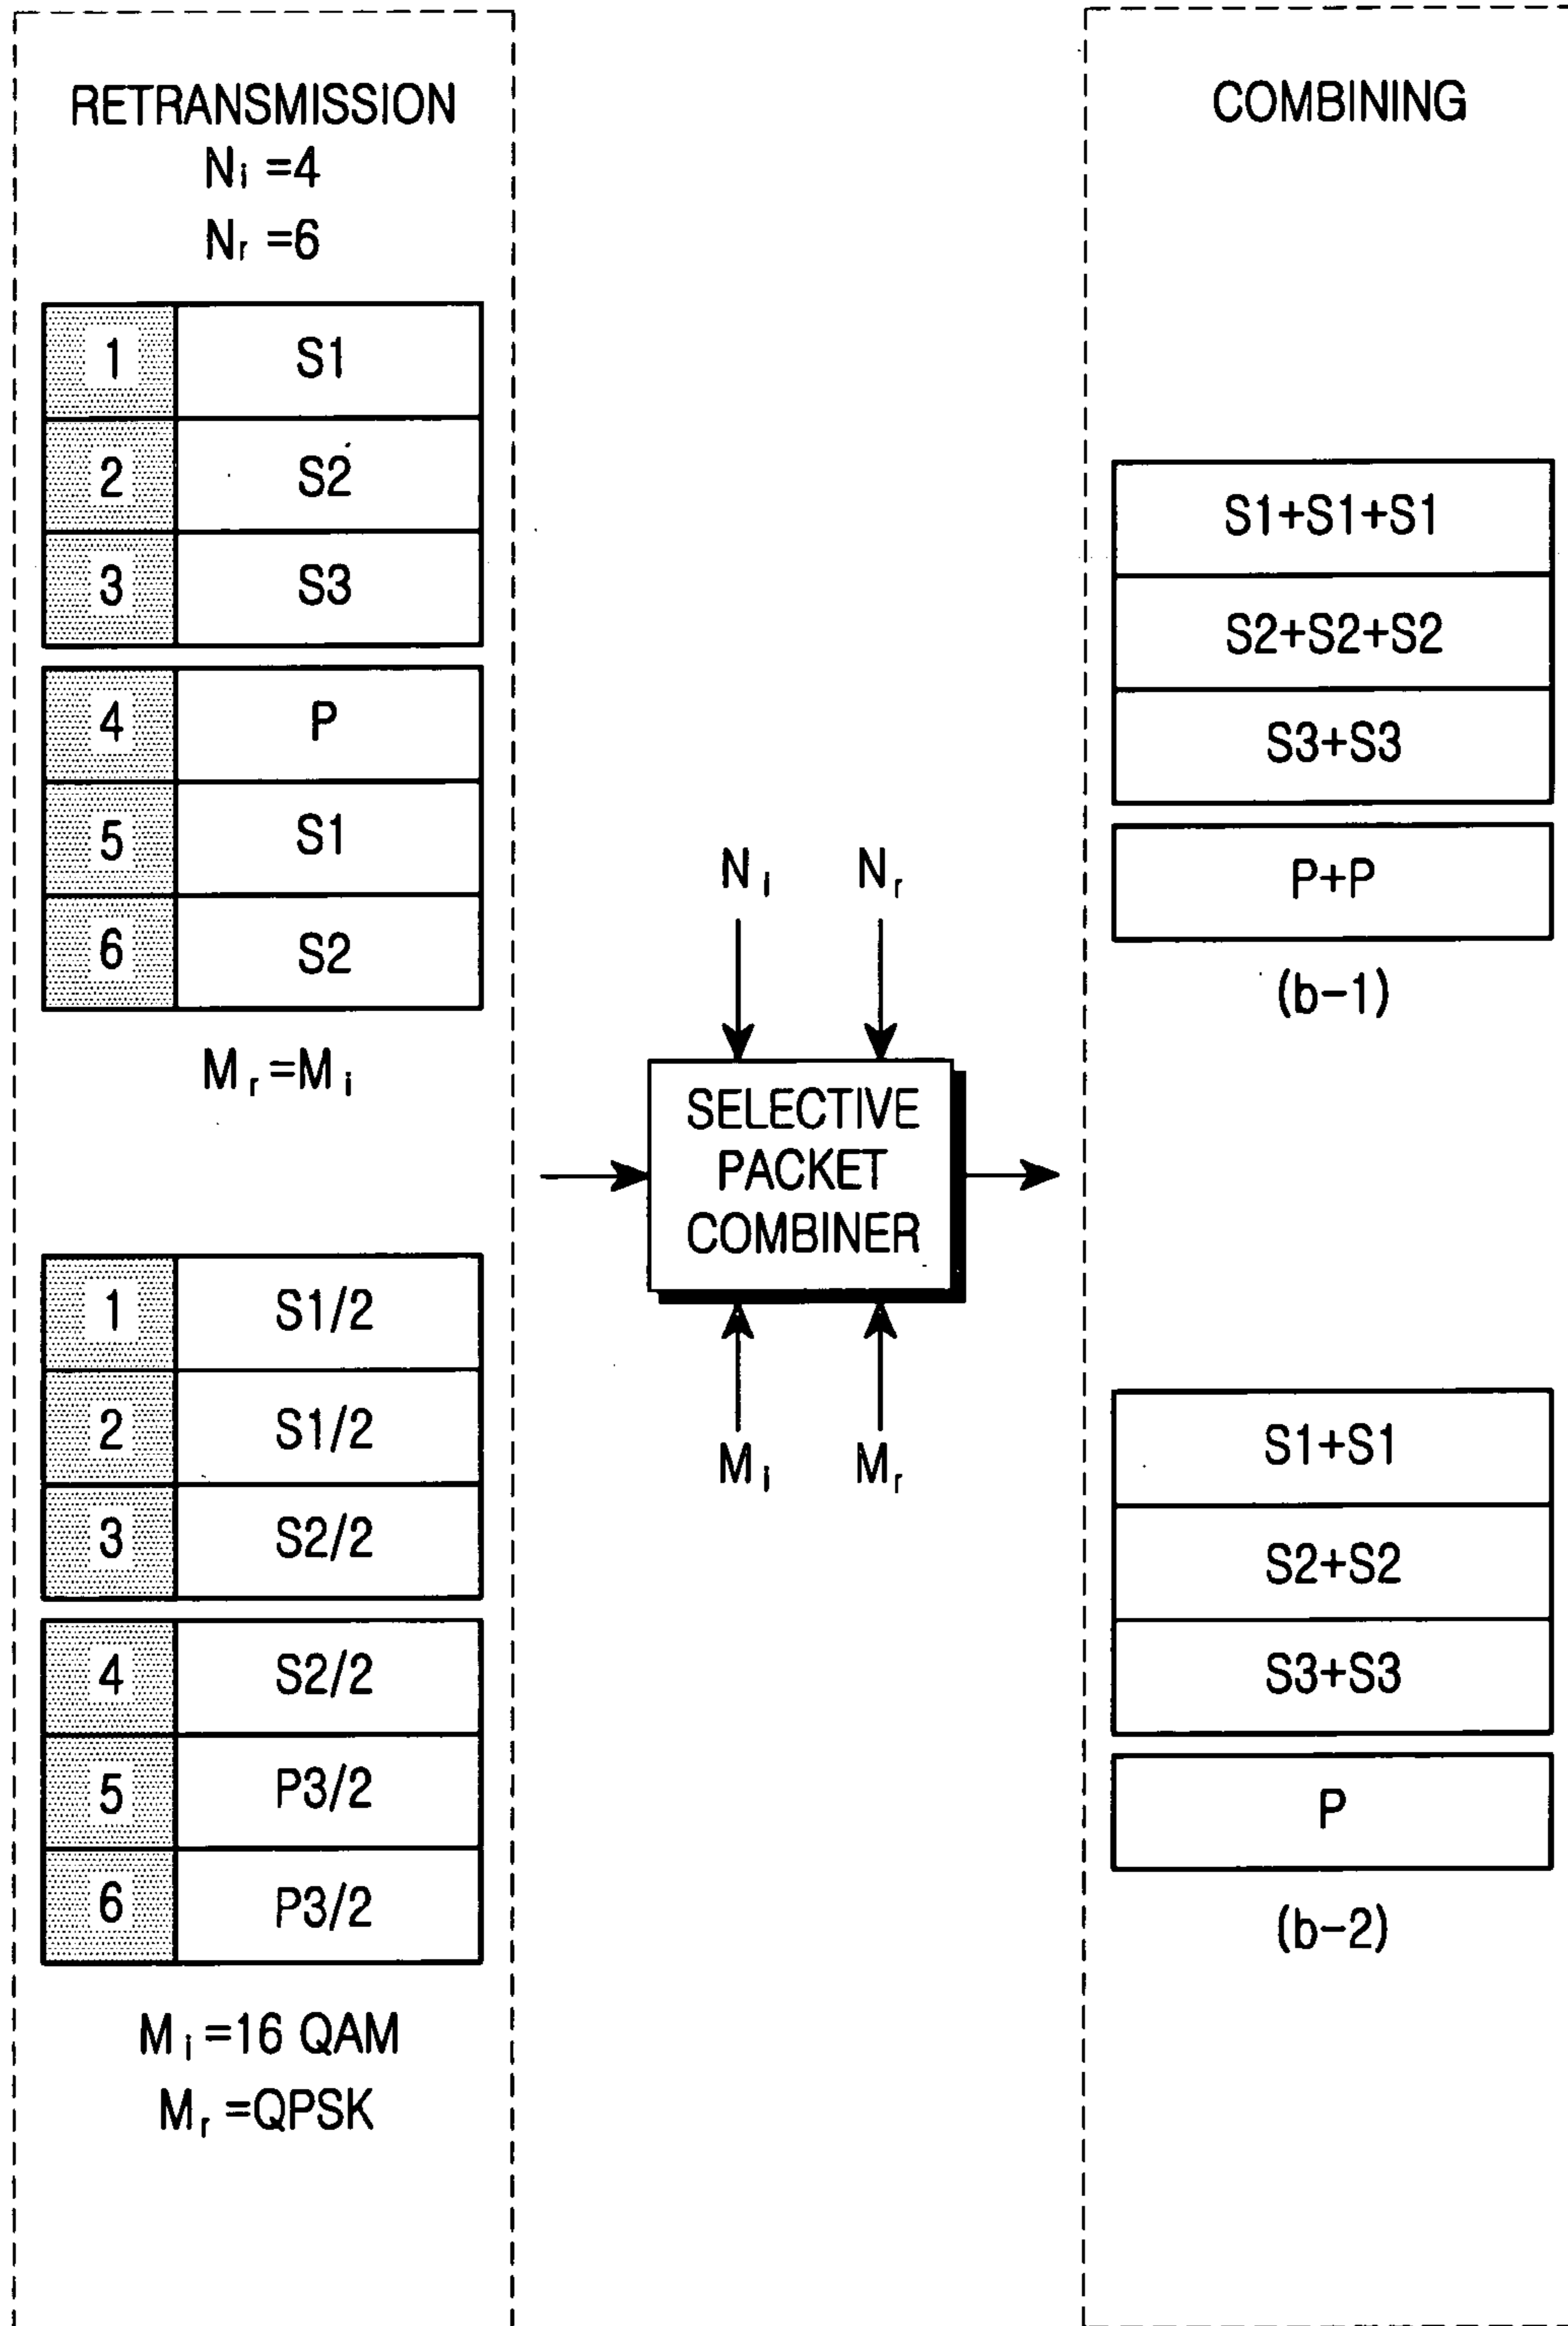 RETRANSMISSION
Ni =4
Nr =6
1 S1
2 S2
3 S3
4 P
5 S1
6 S2
Mr =Mi
1 S1/2
2 S1/2
3 S2/2
4 S2/2
5 P3/2
6 P3/2
Mi =16 QAM
Mr =QPSK
Ni Nr
SELECTIVE
PACKET
COMBINER
Mi Mr
COMBINING
S1+S1+S1
S2+S2+S2
S3+S3
P+P
(b-1)
S1+S1
S2+S2
S3+S3
P
(b-2)